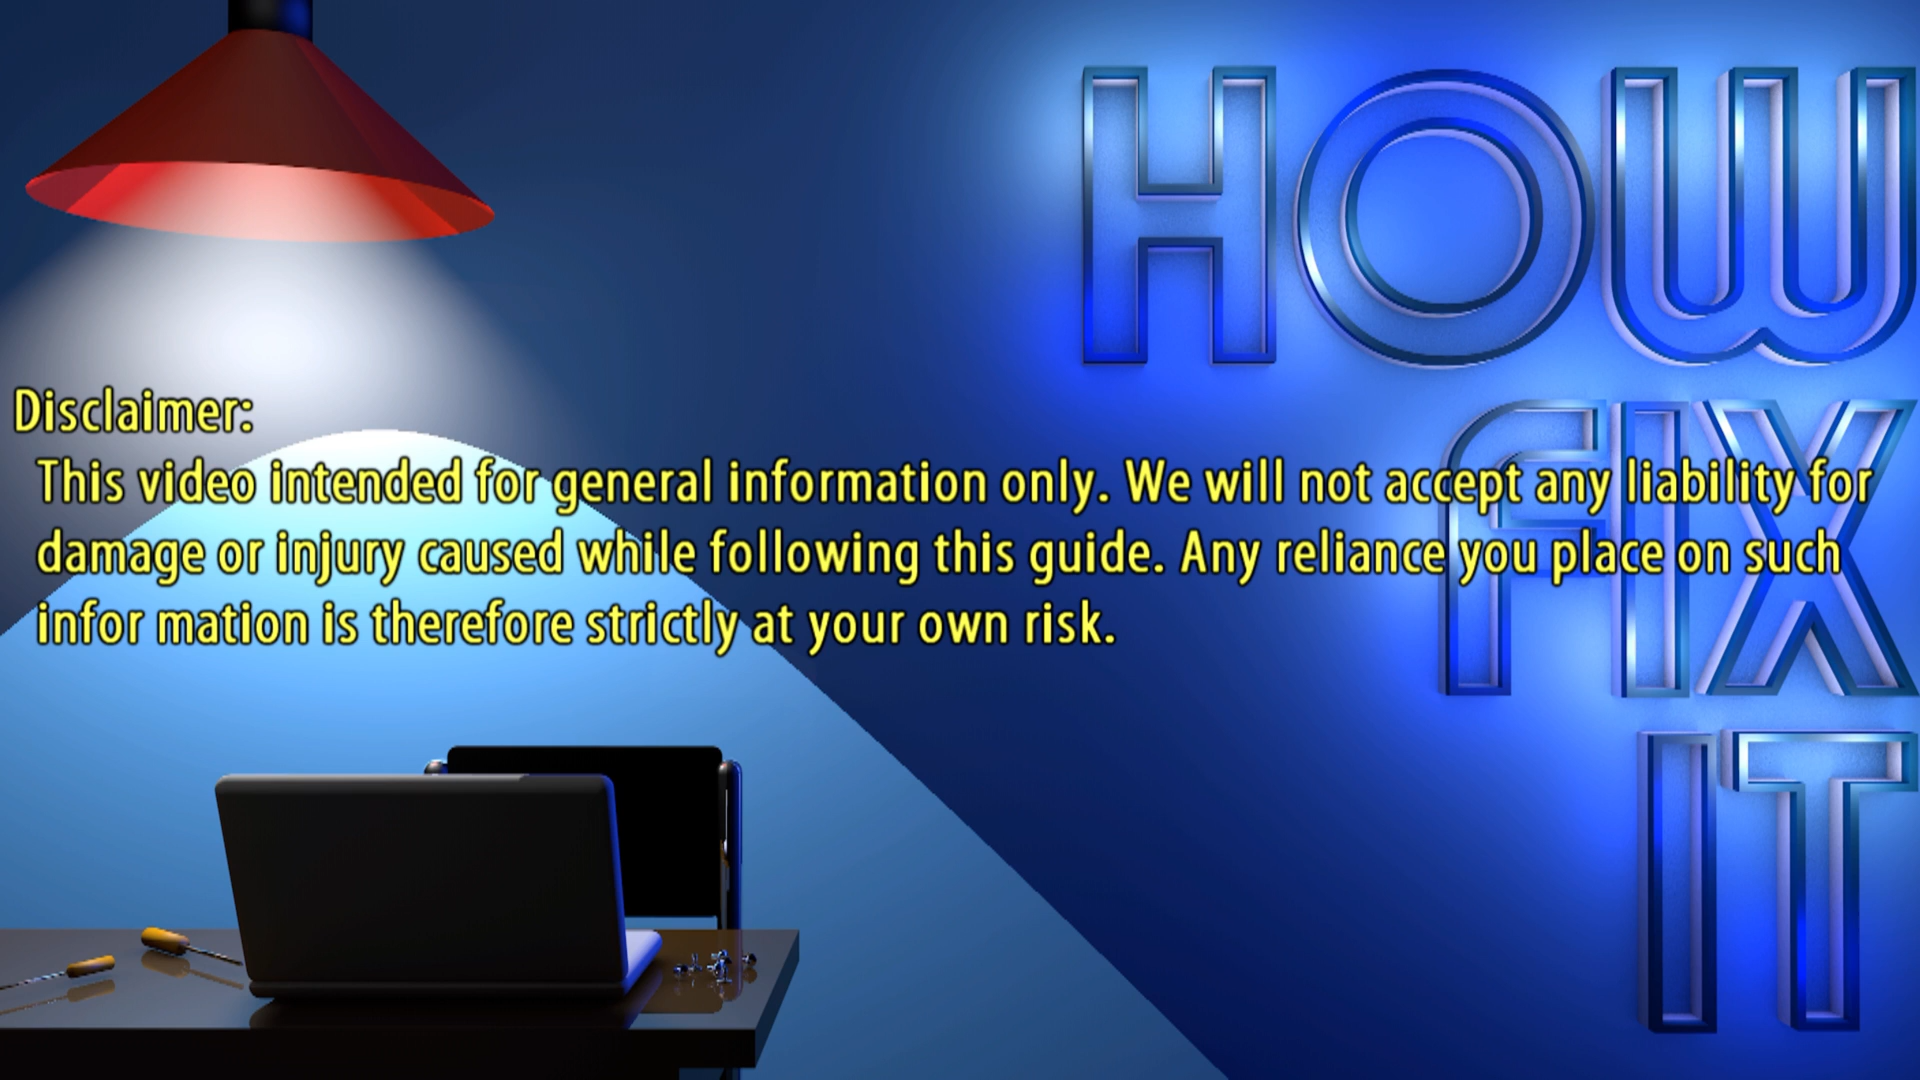 HOW
FIX
IT
Disclaimer:
This video intended for general information only. We will not accept any liability for
damage or injury caused while following this guide. Any reliance you place on such
infor mation is therefore strictly at your own risk.